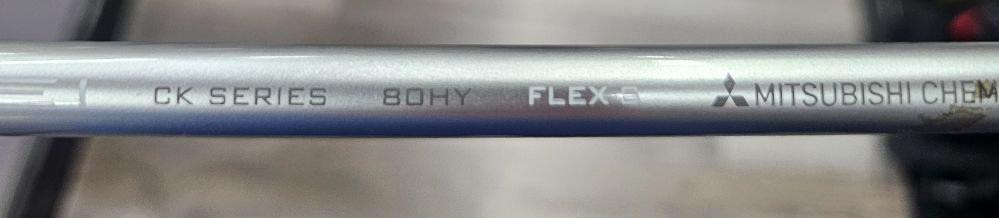 CK SERIES 80HY FLEX MITSUBISHI CHEM